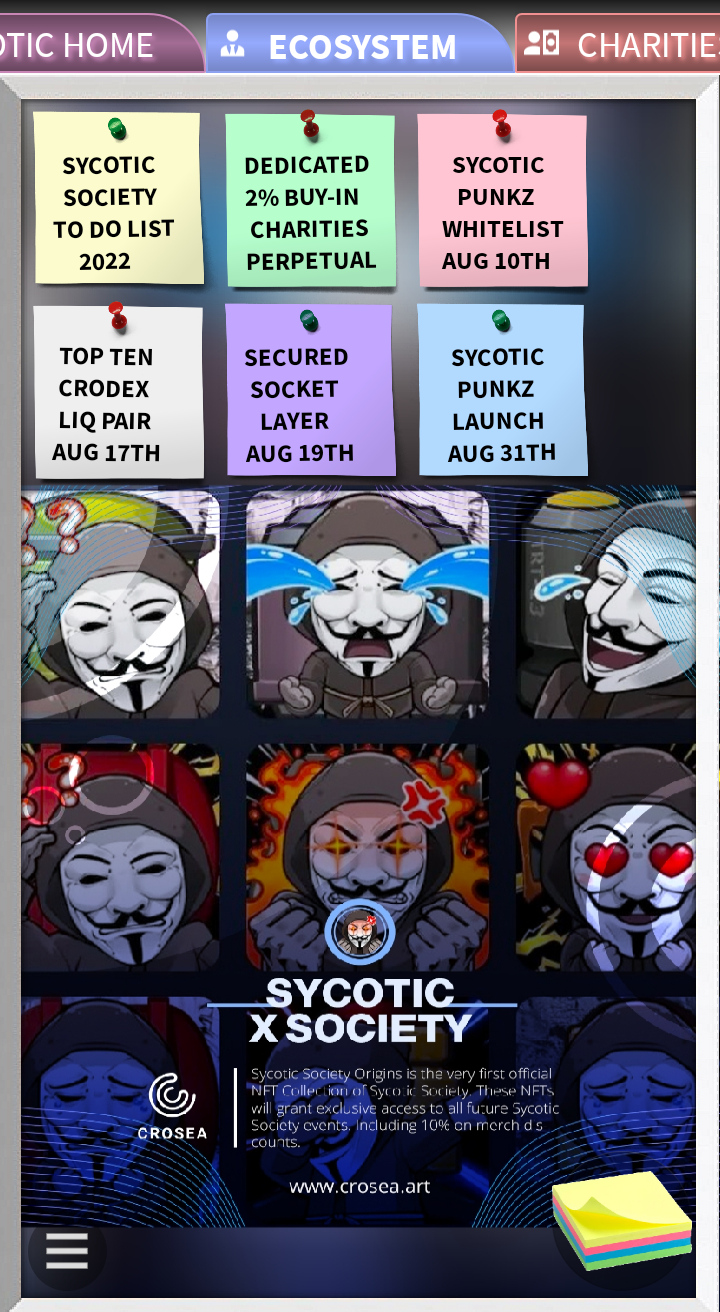 OTIC HOME
ECOSYSTEM
CHARITIES
SYCOTIC
SOCIETY
TO DO LIST
2022
DEDICATED
2% BUY-IN
CHARITIES
PERPETUAL
SYCOTIC
PUNKZ
WHITELIST
AUG 10TH
TOP TEN
CRODEX
LIQ PAIR
AUG 17TH
SECURED
SOCKET
LAYER
AUG 19TH
SYCOTIC
PUNKZ
LAUNCH
AUG 31TH
??
??
SYCOTIC
X SOCIETY
Sycotic Society Origins is the very first official
NFT Collection of Sycotic Society. These NFTs
will grant exclusive access to all future Sycotic
Society events. Including 10% on merch d s
counts.
CROSEA
www.crosea.art